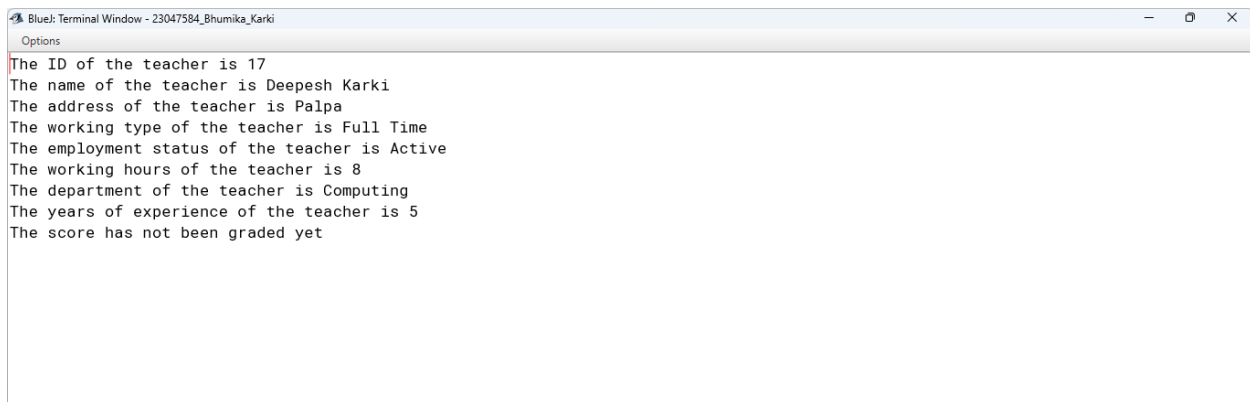 BlueJ: Terminal Window - 23047584_Bhumika_Karki
Options
The ID of the teacher is 17
The name of the teacher is Deepesh Karki
The address of the teacher is Palpa
The working type of the teacher is Full Time
The employment status of the teacher is Active
The working hours of the teacher is 8
The department of the teacher is Computing
The years of experience of the teacher is 5
The score has not been graded yet